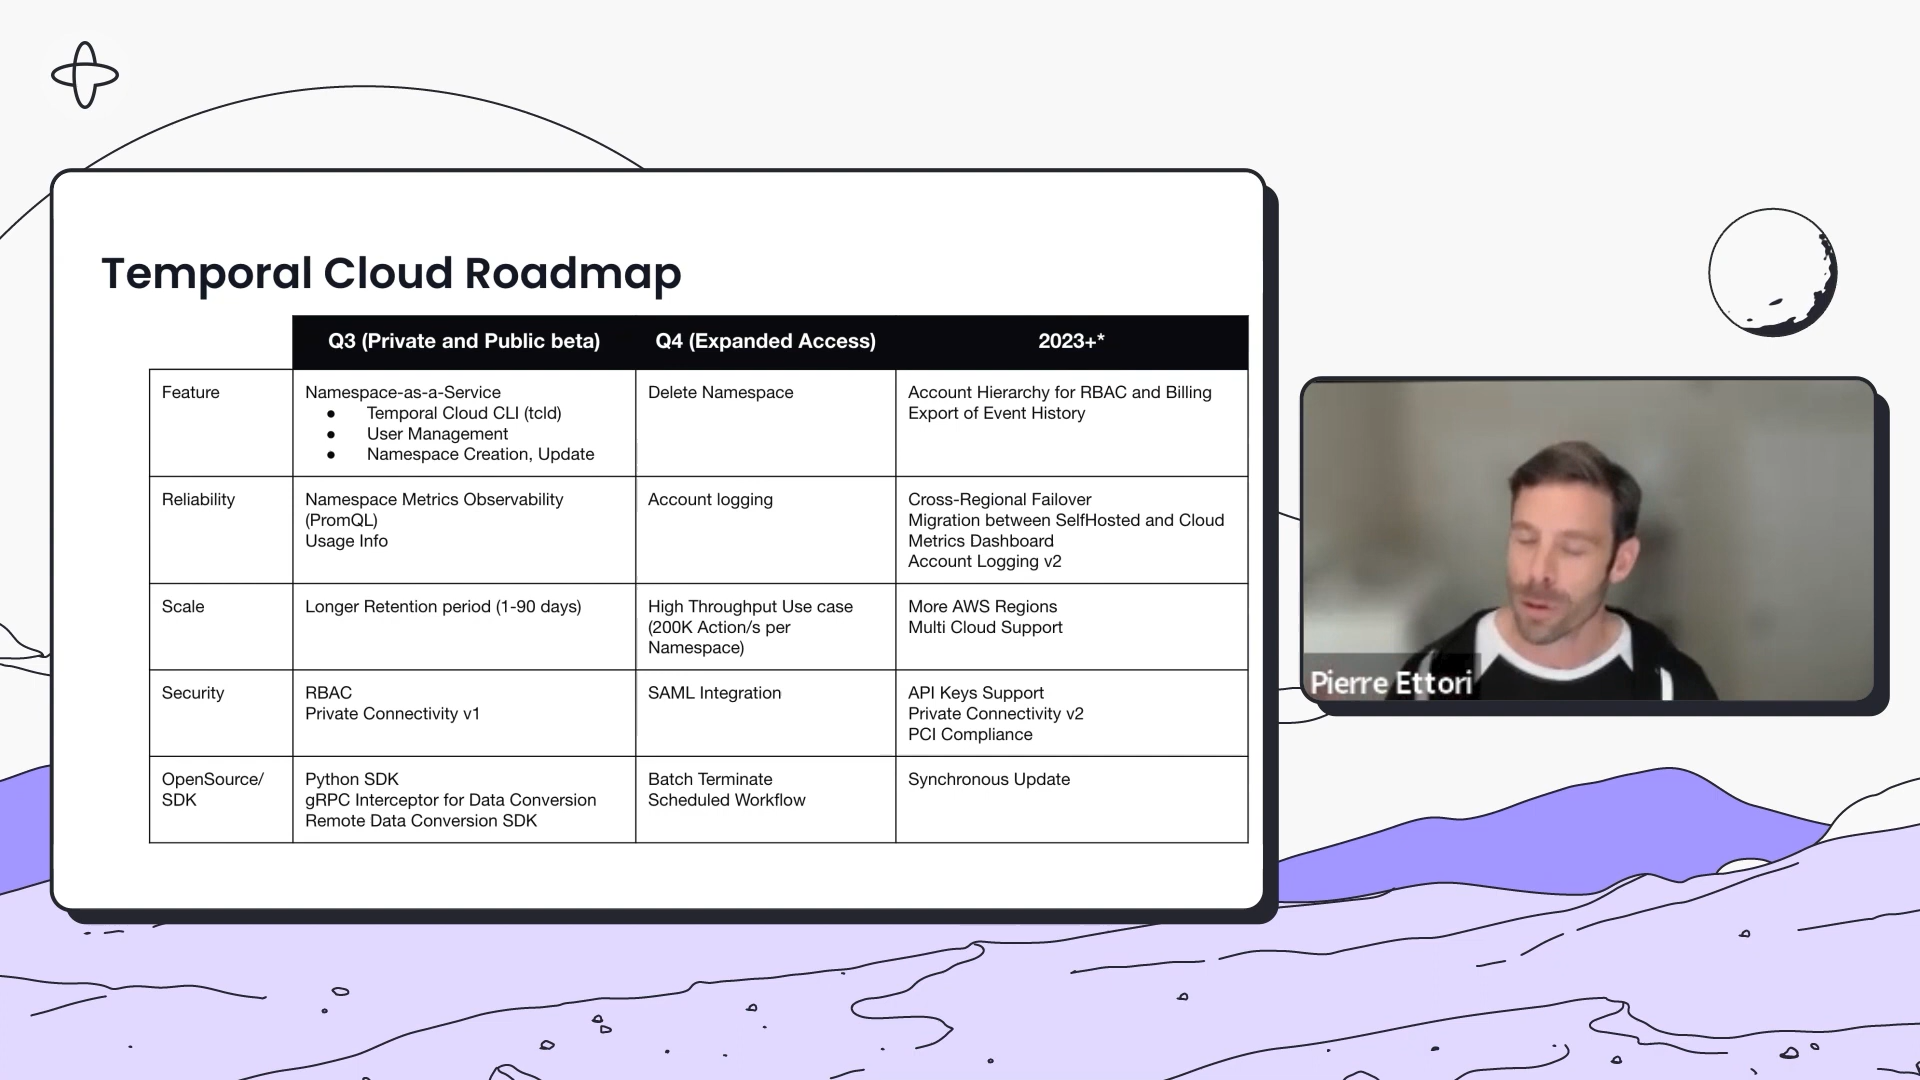 Temporal Cloud Roadmap
Q3 (Private and Public beta)
Q4 (Expanded Access)
2023+*
Feature
Namespace-as-a-Service
● Temporal Cloud CLI (tcld)
● User Management
● Namespace Creation, Update
Delete Namespace
Account Hierarchy for RBAC and Billing
Export of Event History
Reliability
Namespace Metrics Observability
(PromQL)
Usage Info
Account logging
Cross-Regional Failover
Migration between SelfHosted and Cloud
Metrics Dashboard
Account Logging v2
Scale
Longer Retention period (1-90 days)
High Throughput Use case
(200K Action/s per
Namespace)
More AWS Regions
Multi Cloud Support
Security
RBAC
Private Connectivity v1
SAML Integration
API Keys Support
Private Connectivity v2
PCI Compliance
OpenSource/
SDK
Python SDK
gRPC Interceptor for Data Conversion
Remote Data Conversion SDK
Batch Terminate
Scheduled Workflow
Synchronous Update
Pierre Ettori